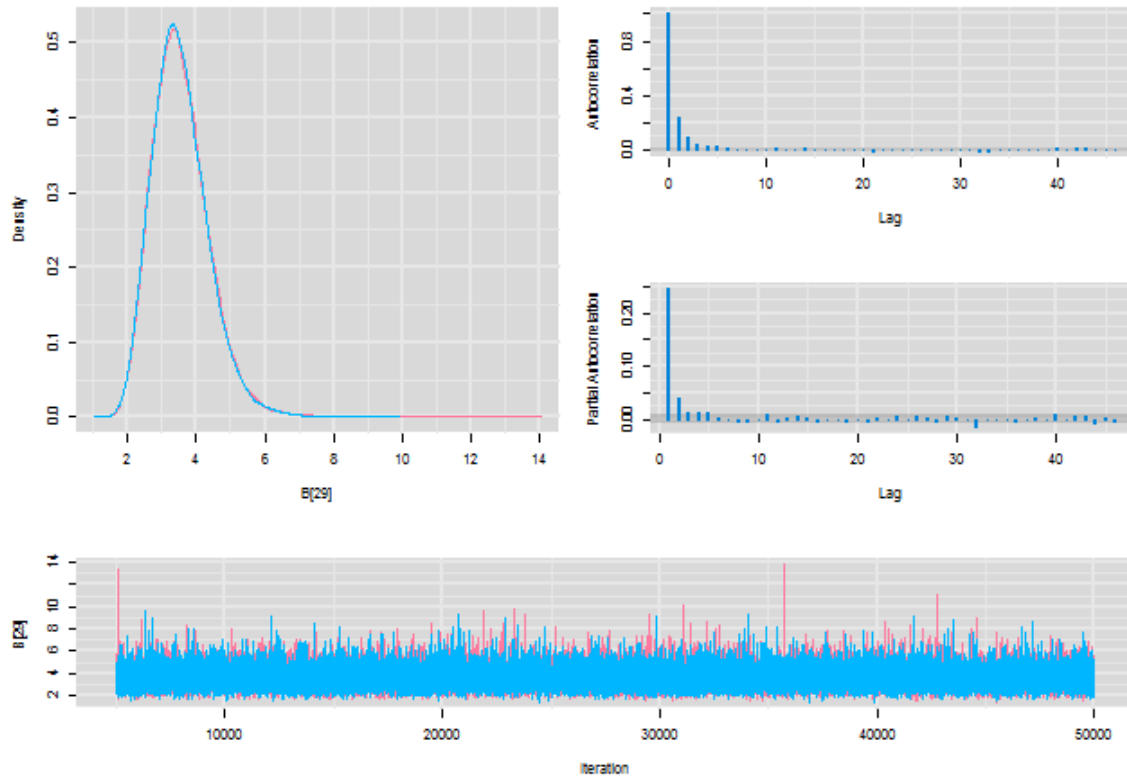 Density
0.0 0.1 0.2 0.3 0.4 0.5
2 4 6 8 10 12 14
B[29]
Autocorrelation
0.0 0.4 0.8
0 10 20 30 40
Lag
Partial Autocorrelation
0.00 0.10 0.20
0 10 20 30 40
Lag
B[29]
2 4 6 8 10 14
10000 20000 30000 40000 50000
Iteration